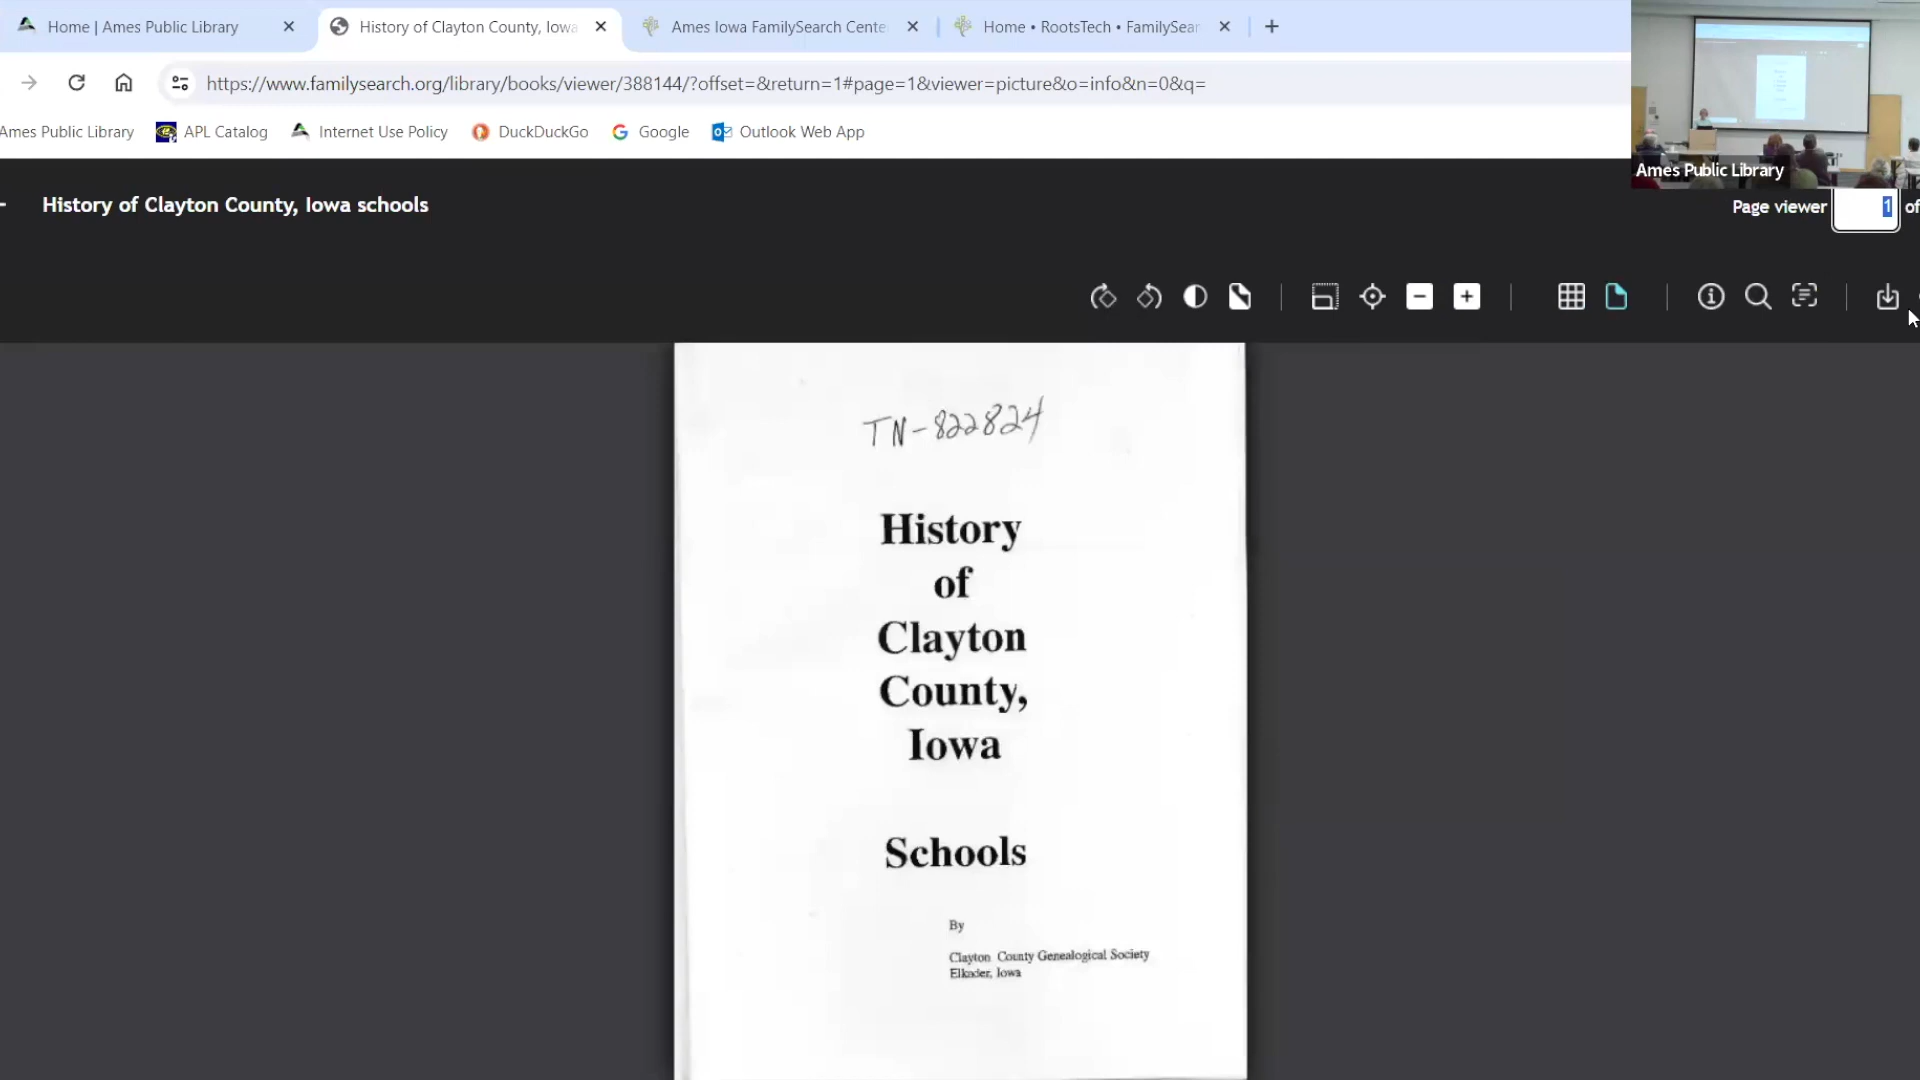 Home | Ames Public Library
History of Clayton County, Iowa
Ames Iowa FamilySearch Cente
Home • RootsTech • FamilySear
https://www.familysearch.org/library/books/viewer/388144/?offset=&return=1#page=1&viewer=picture&o=info&n=0&q=
Ames Public Library
APL Catalog
Internet Use Policy
DuckDuckGo
Google
Outlook Web App
Ames Public Library
History of Clayton County, Iowa schools
Page viewer
1
of
TN-822824
History
of
Clayton
County,
Iowa
Schools
By
Clayton County Genealogical Society
Elkader, Iowa